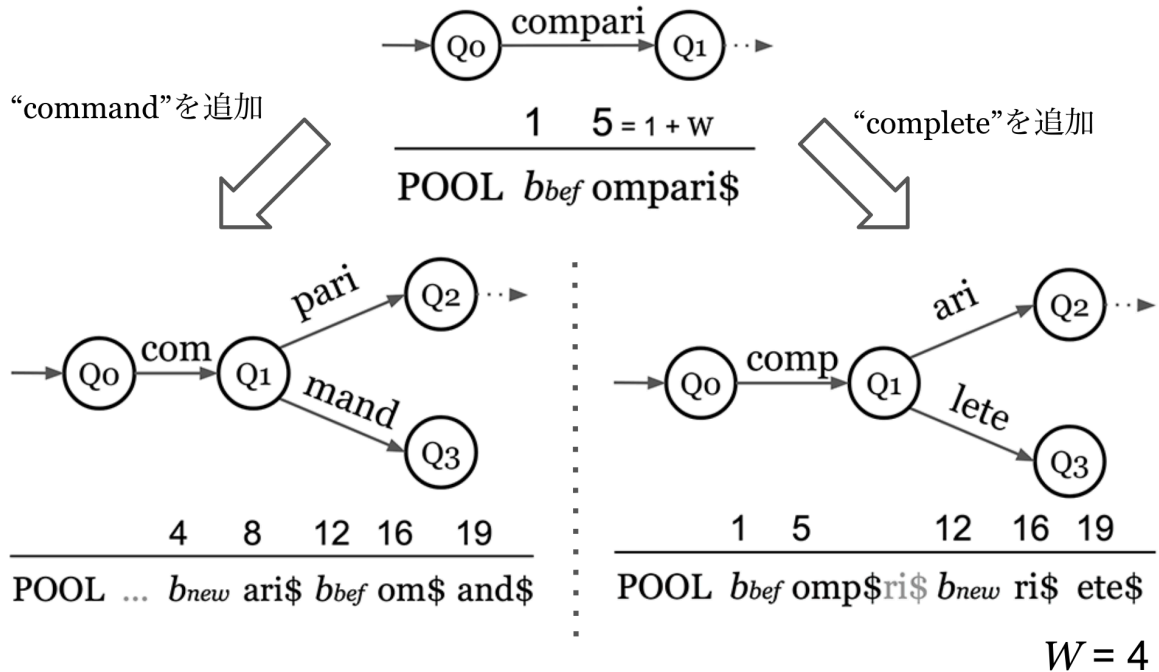 Q0 compari Q1
“command”を追加
“complete”を追加
1 5 = 1 + W
POOL bbef ompari$
Q0 com Q1 pari Q2
mand Q3
4 8 12 16 19
POOL ... bnew ari$ bbef om$ and$
Q0 comp Q1 ari Q2
lete Q3
1 5 12 16 19
POOL bbef omp$ri$ bnew ri$ ete$
W = 4